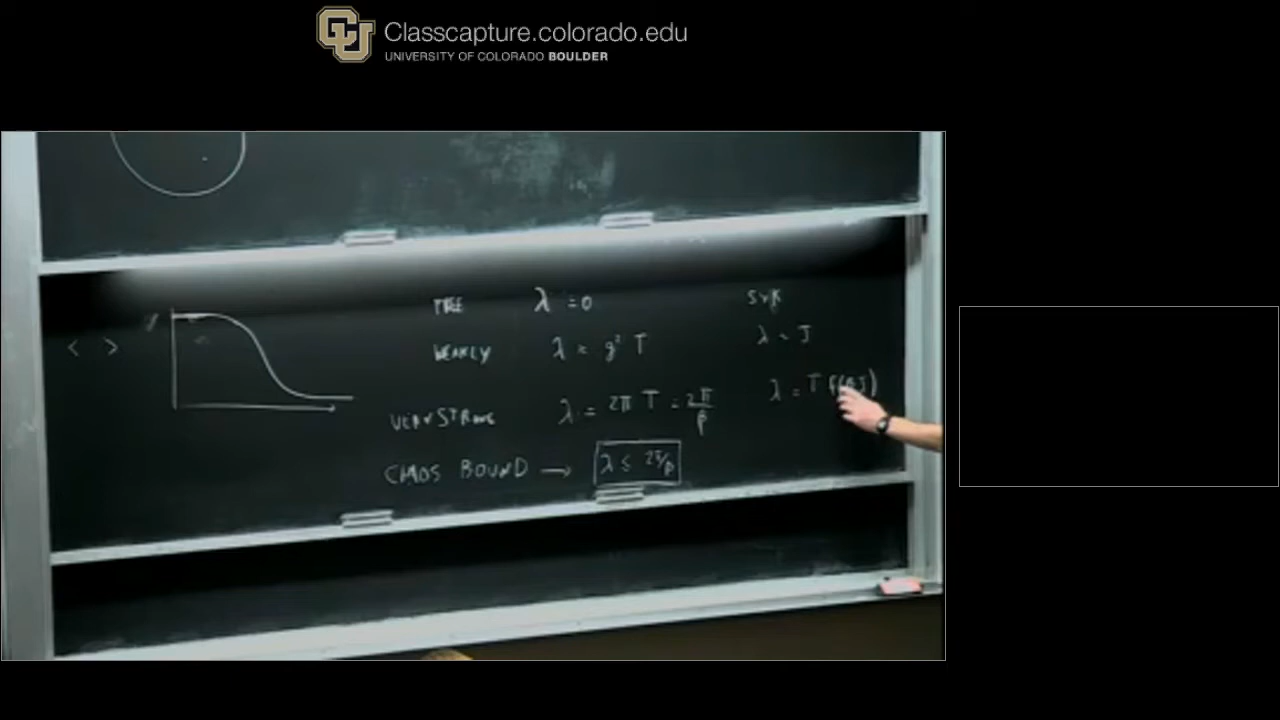 Classcapture.colorado.edu
UNIVERSITY OF COLORADO BOULDER
FREE λ = 0 SYK
WEAKLY λ = g² T λ ~ J
< >
VERY STRONG λ = 2π T = 2π/β λ = T F(βJ)
CHAOS BOUND → λ ≤ 2π/β